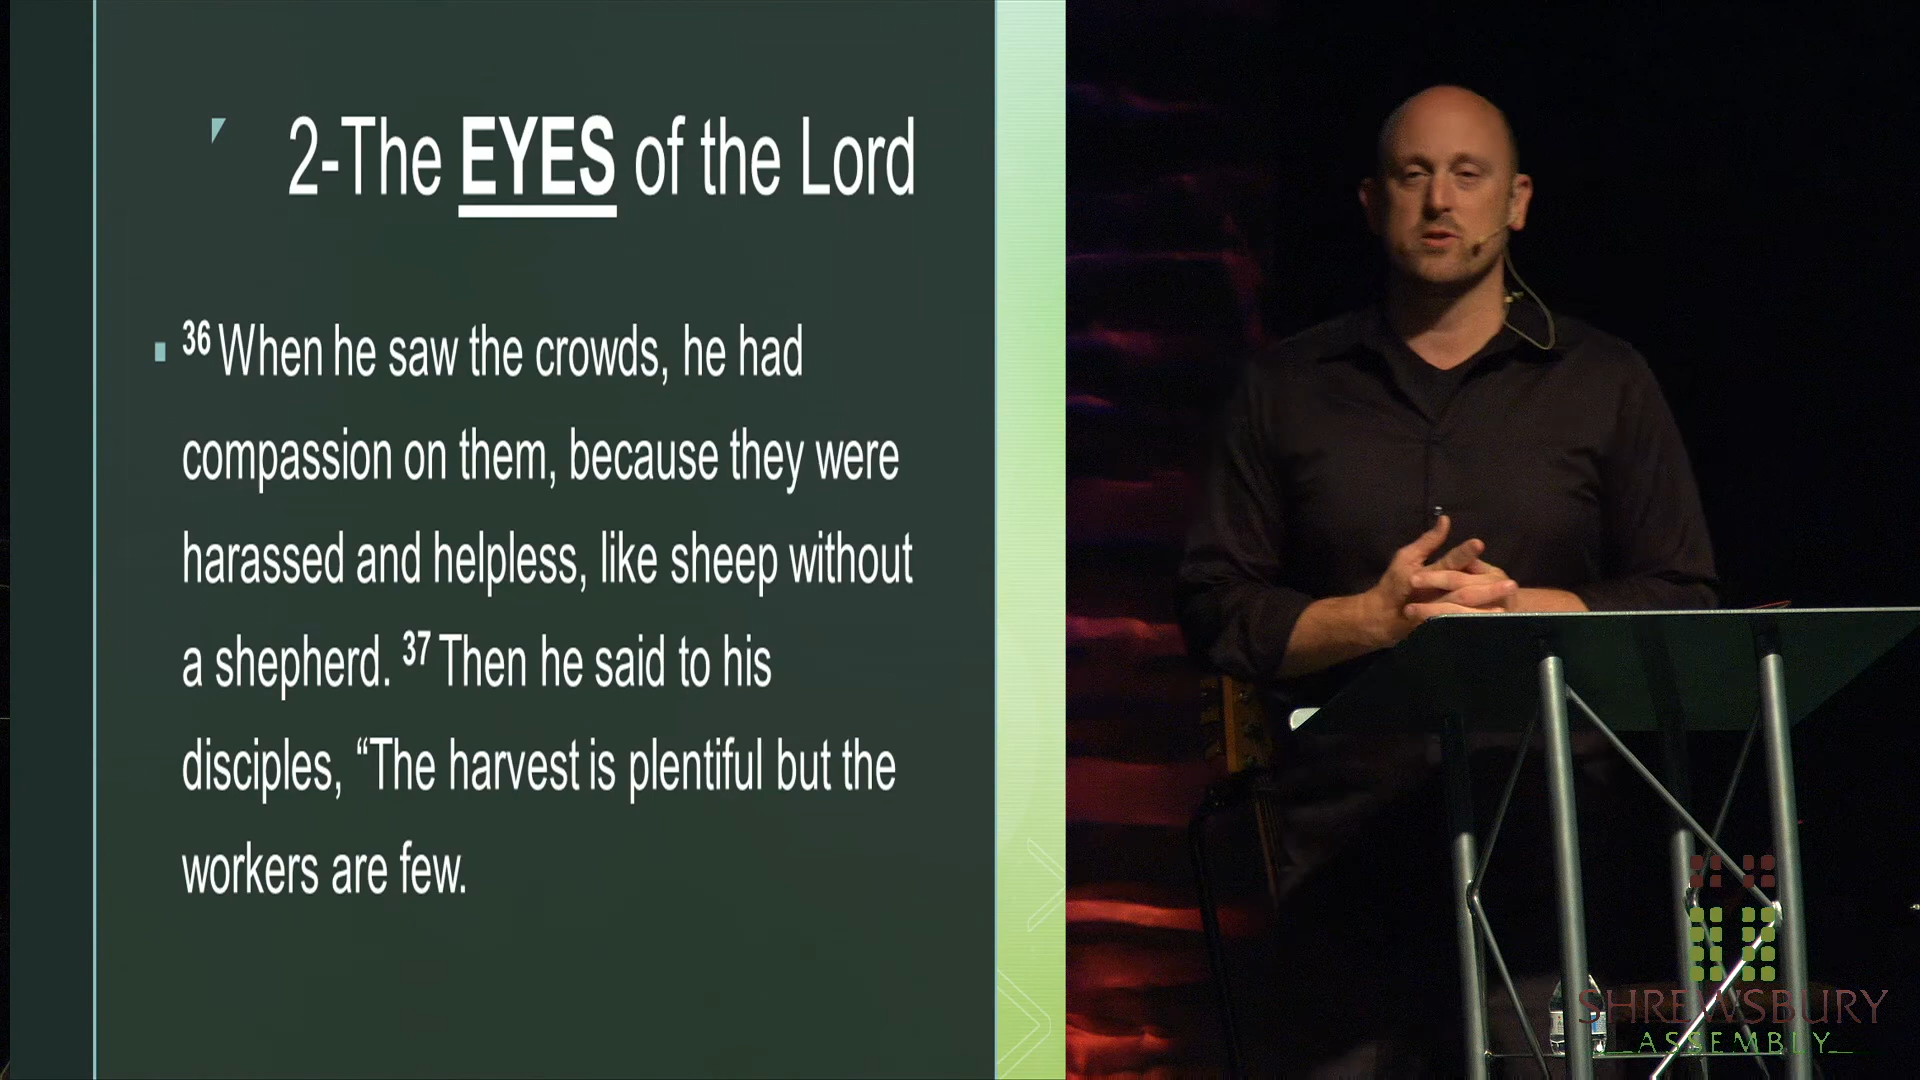 2-The EYES of the Lord
36 When he saw the crowds, he had
compassion on them, because they were
harassed and helpless, like sheep without
a shepherd. 37 Then he said to his
disciples, “The harvest is plentiful but the
workers are few.
SHREWSBURY
ASSEMBLY